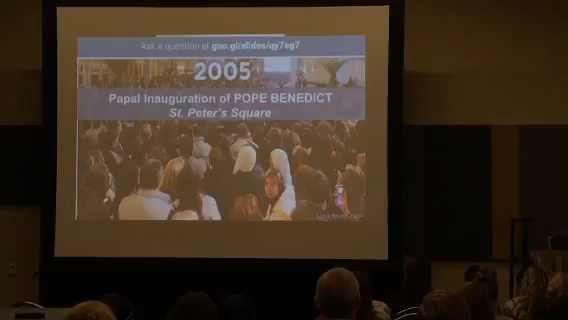 Ask a question at goo.gl/slides/qy7eg7
2005
Papal Inauguration of POPE BENEDICT
St. Peter's Square